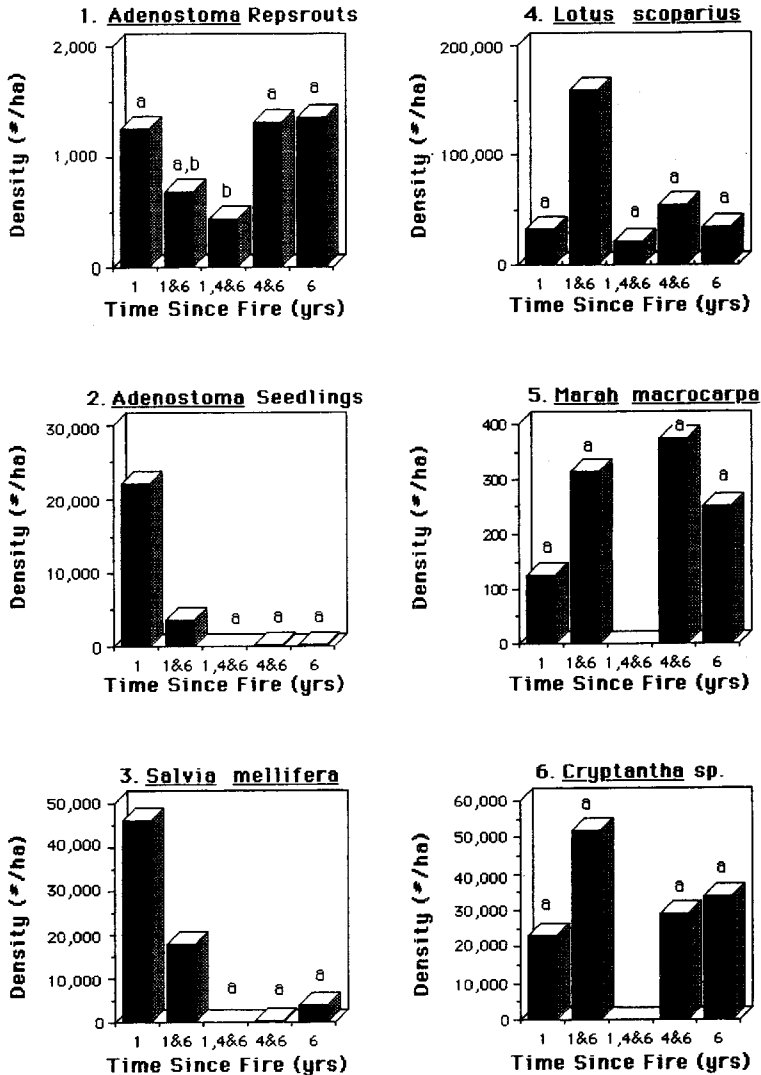 1. Adenostoma Repsrouts
2,000
1,000
0
Density (#/ha)
a
a,b
b
a
a
1 1&6 1,4&6 4&6 6
Time Since Fire (yrs)
4. Lotus scoparius
200,000
100,000
0
Density (#/ha)
a
a
a
a
1 1&6 1,4&6 4&6 6
Time Since Fire (yrs)
2. Adenostoma Seedlings
30,000
20,000
10,000
0
Density (#/ha)
a a a
1 1&6 1,4&6 4&6 6
Time Since Fire (yrs)
5. Marah macrocarpa
400
300
200
100
0
Density (#/ha)
a
a
a
a
1 1&6 1,4&6 4&6 6
Time Since Fire (yrs)
3. Salvia mellifera
50,000
40,000
30,000
20,000
10,000
0
Density (#/ha)
a a a
1 1&6 1,4&6 4&6 6
Time Since Fire (yrs)
6. Cryptantha sp.
60,000
50,000
40,000
30,000
20,000
10,000
0
Density (#/ha)
a
a
a
a
1 1&6 1,4&6 4&6 6
Time Since Fire (yrs)